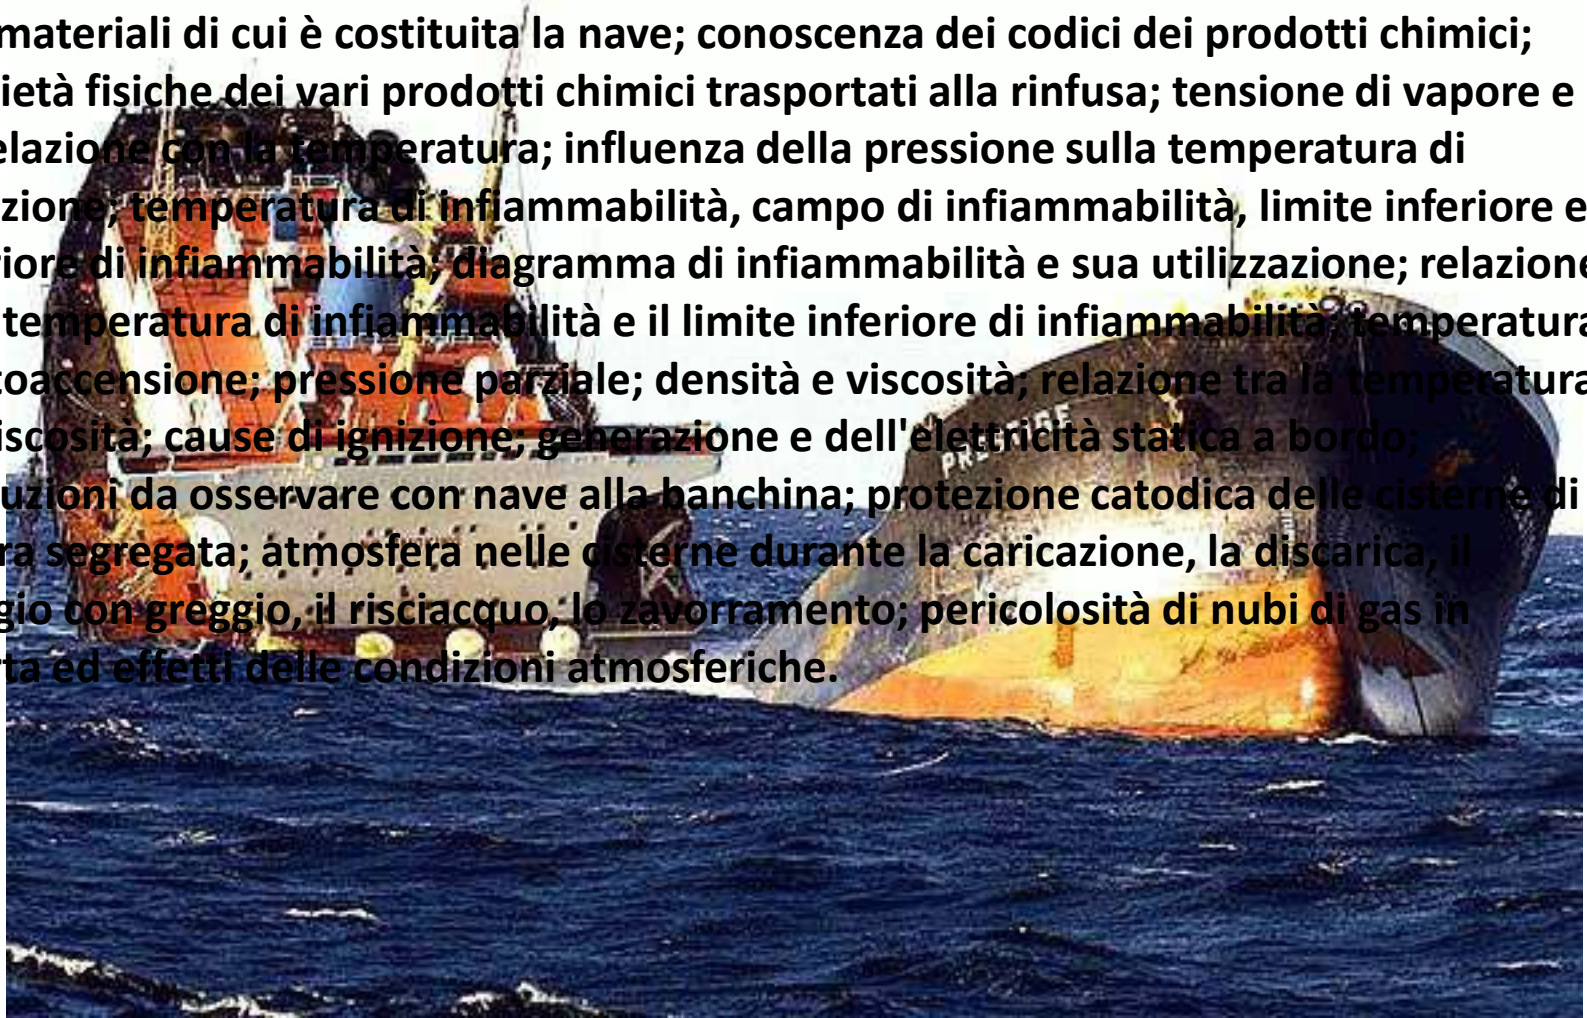 materiali di cui è costituita la nave; conoscenza dei codici dei prodotti chimici;
ietà fisiche dei vari prodotti chimici trasportati alla rinfusa; tensione di vapore e
elazione con la temperatura; influenza della pressione sulla temperatura di
zione; temperatura di infiammabilità, campo di infiammabilità, limite inferiore e
iore di infiammabilità; diagramma di infiammabilità e sua utilizzazione; relazione
temperatura di infiammabilità e il limite inferiore di infiammabilità; temperatura
toaccensione; pressione parziale; densità e viscosità; relazione tra la temperatura
iscosità; cause di ignizione; generazione e dell'elettricità statica a bordo;
uzioni da osservare con nave alla banchina; protezione catodica delle cisterne di
ra segregata; atmosfera nelle cisterne durante la caricazione, la discarica, il
gio con greggio, il risciacquo, lo zavorramento; pericolosità di nubi di gas in
rta ed effetti delle condizioni atmosferiche.